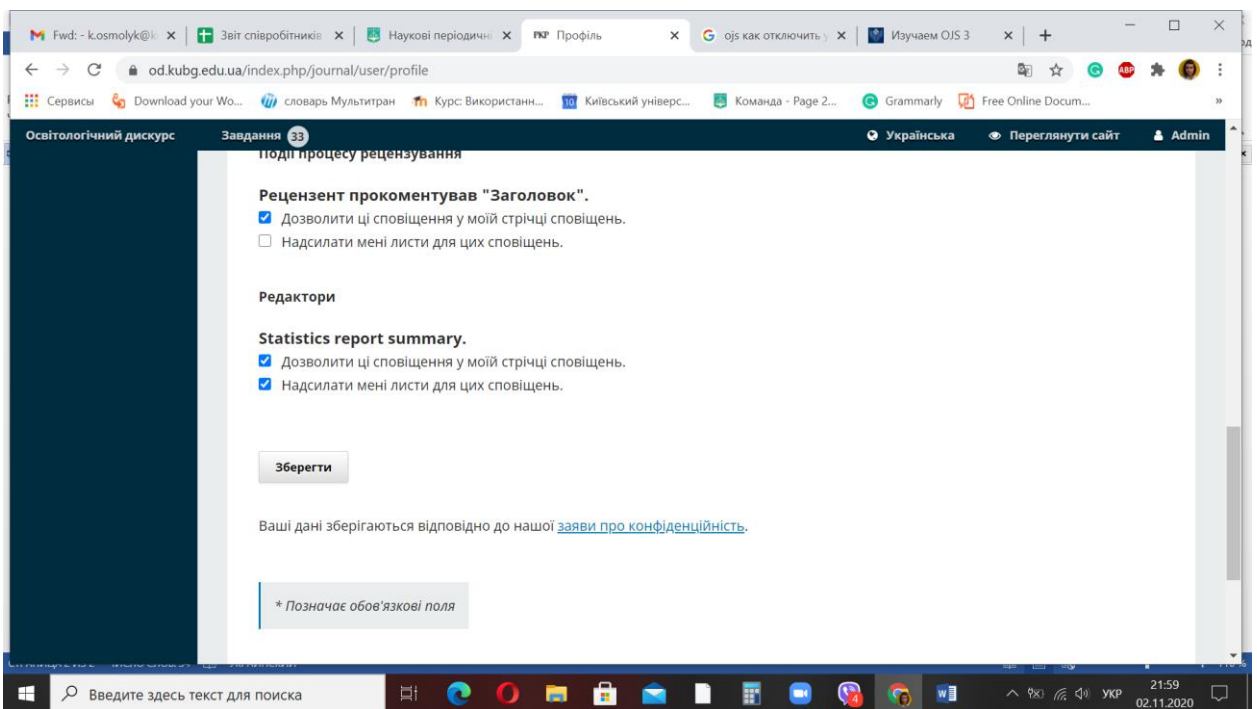 Fwd: - k.osmolyk@k
Звіт співробітників
Наукові періодичні
PKP Профіль
ojs как отключить у
Изучаем OJS 3
od.kubg.edu.ua/index.php/journal/user/profile
Сервисы
Download your Wo...
словарь Мультитран
Курс: Використанн...
Київський універс...
Команда - Page 2...
Grammarly
Free Online Docum...
»
Освітологічний дискурс
Завдання 33
Українська
Переглянути сайт
Admin
Події процесу рецензування
Рецензент прокоментував "Заголовок".
Дозволити ці сповіщення у моїй стрічці сповіщень.
Надсилати мені листи для цих сповіщень.
Редактори
Statistics report summary.
Дозволити ці сповіщення у моїй стрічці сповіщень.
Надсилати мені листи для цих сповіщень.
Зберегти
Ваші дані зберігаються відповідно до нашої заяви про конфіденційність.
* Позначає обов'язкові поля
Введите здесь текст для поиска
УКР
21:59
02.11.2020